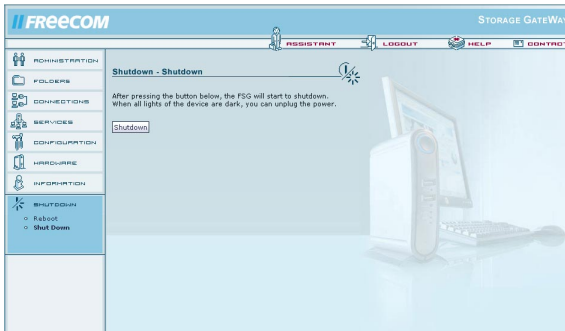 FREECOM
STORAGE GATEWAY
ASSISTANT
LOGOUT
HELP
CONTACT
ADMINISTRATION
FOLDERS
CONNECTIONS
SERVICES
CONFIGURATION
HARDWARE
INFORMATION
SHUTDOWN
Reboot
Shut Down
Shutdown - Shutdown
After pressing the button below, the FSG will start to shutdown.
When all lights of the device are dark, you can unplug the power.
Shutdown